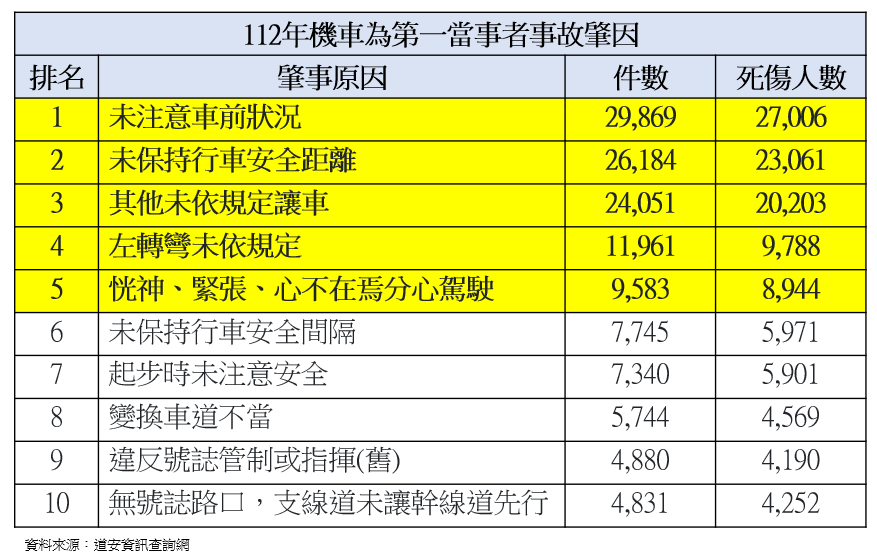 112年機車為第一當事者事故肇因
排名 肇事原因 件數 死傷人數
1 未注意車前狀況 29,869 27,006
2 未保持行車安全距離 26,184 23,061
3 其他未依規定讓車 24,051 20,203
4 左轉彎未依規定 11,961 9,788
5 恍神、緊張、心不在焉分心駕駛 9,583 8,944
6 未保持行車安全間隔 7,745 5,971
7 起步時未注意安全 7,340 5,901
8 變換車道不當 5,744 4,569
9 違反號誌管制或指揮(舊) 4,880 4,190
10 無號誌路口，支線道未讓幹線道先行 4,831 4,252
資料來源：道安資訊查詢網